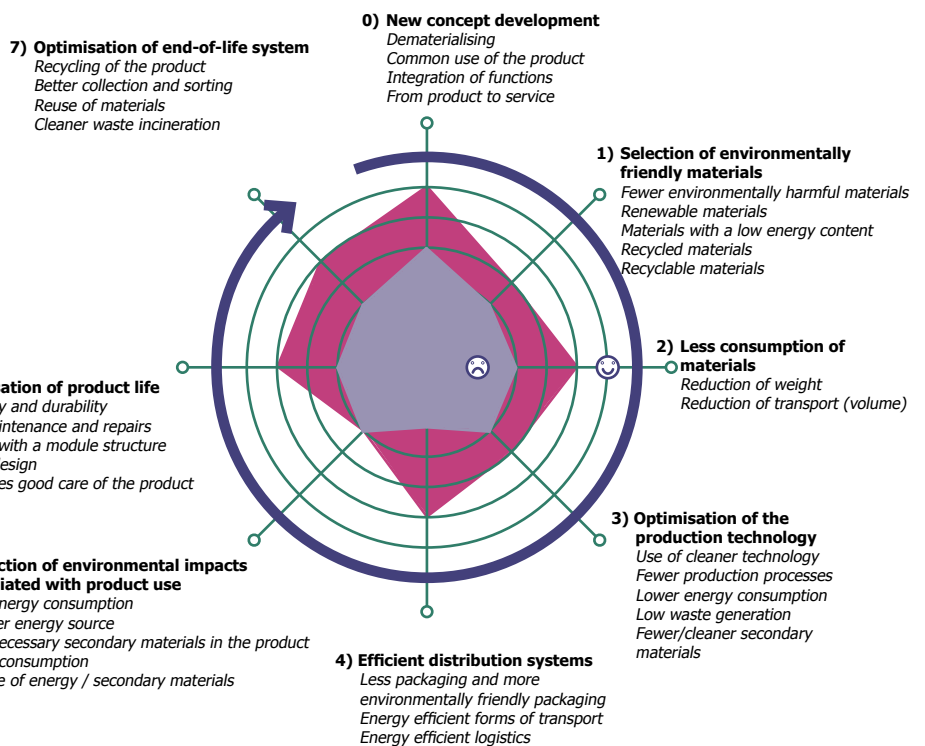 0) New concept development
Dematerialising
Common use of the product
Integration of functions
From product to service
7) Optimisation of end-of-life system
Recycling of the product
Better collection and sorting
Reuse of materials
Cleaner waste incineration
1) Selection of environmentally
friendly materials
Fewer environmentally harmful materials
Renewable materials
Materials with a low energy content
Recycled materials
Recyclable materials
2) Less consumption of
materials
Reduction of weight
Reduction of transport (volume)
of product life
and durability
and repairs
with a module structure
good care of the product
3) Optimisation of the
production technology
Use of cleaner technology
Fewer production processes
Lower energy consumption
Low waste generation
Fewer/cleaner secondary
materials
of environmental impacts
with product use
energy consumption
energy source
secondary materials in the product
consumption
of energy / secondary materials
4) Efficient distribution systems
Less packaging and more
environmentally friendly packaging
Energy efficient forms of transport
Energy efficient logistics